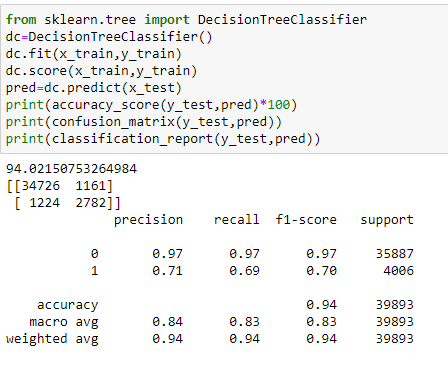 from sklearn.tree import DecisionTreeClassifier
dc=DecisionTreeClassifier()
dc.fit(x_train,y_train)
dc.score(x_train,y_train)
pred=dc.predict(x_test)
print(accuracy_score(y_test,pred)*100)
print(confusion_matrix(y_test,pred))
print(classification_report(y_test,pred))
94.02150753264984
[[34726  1161]
 [ 1224  2782]]
              precision    recall  f1-score   support
           0       0.97      0.97      0.97     35887
           1       0.71      0.69      0.70      4006
    accuracy                           0.94     39893
   macro avg       0.84      0.83      0.83     39893
weighted avg       0.94      0.94      0.94     39893